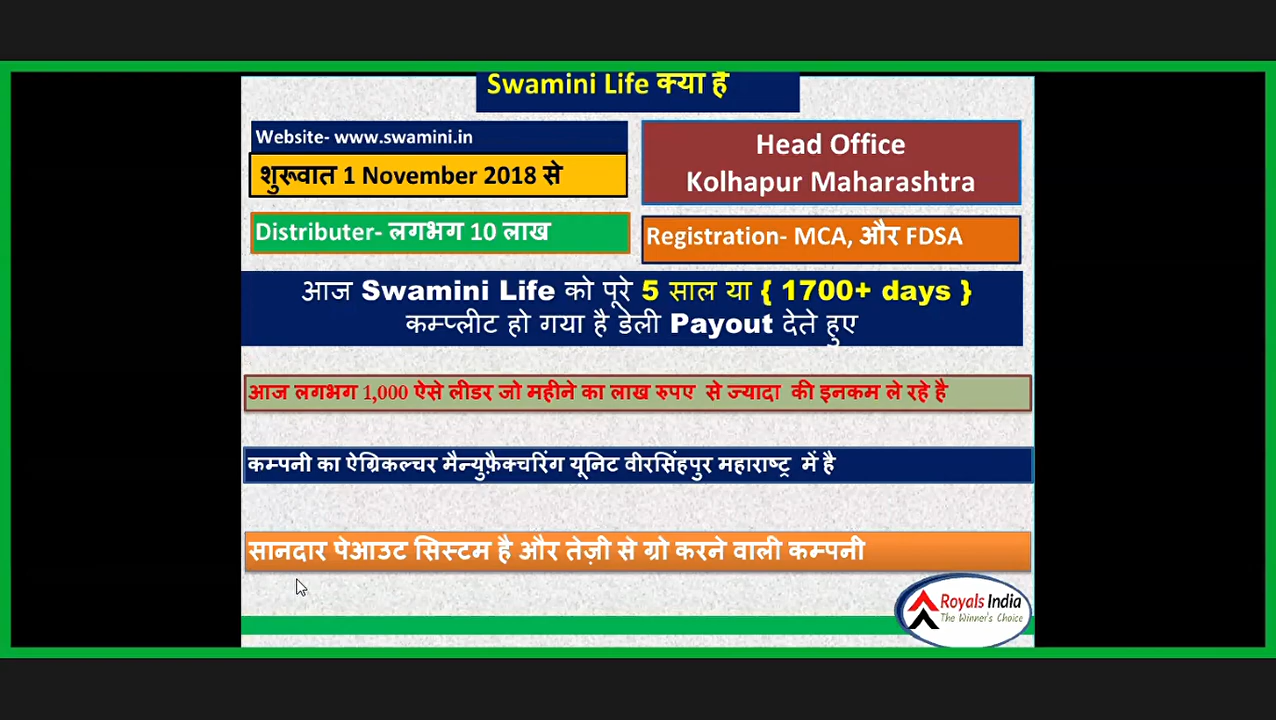 Swamini Life क्या है
Website- www.swamini.in
शुरूवात 1 November 2018 से
Head Office
Kolhapur Maharashtra
Distributer- लगभग 10 लाख
Registration- MCA, और FDSA
आज Swamini Life को पूरे 5 साल या { 1700+ days }
कम्प्लीट हो गया है डेली Payout देते हुए
आज लगभग 1,000 ऐसे लीडर जो महीने का लाख रुपए से ज्यादा की इनकम ले रहे है
कम्पनी का ऐग्रिकल्चर मैन्युफ़ैक्चरिंग यूनिट वीरसिंहपुर महाराष्ट्र में है
सानदार पेआउट सिस्टम है और तेज़ी से ग्रो करने वाली कम्पनी
Royals India
The Winner's Choice